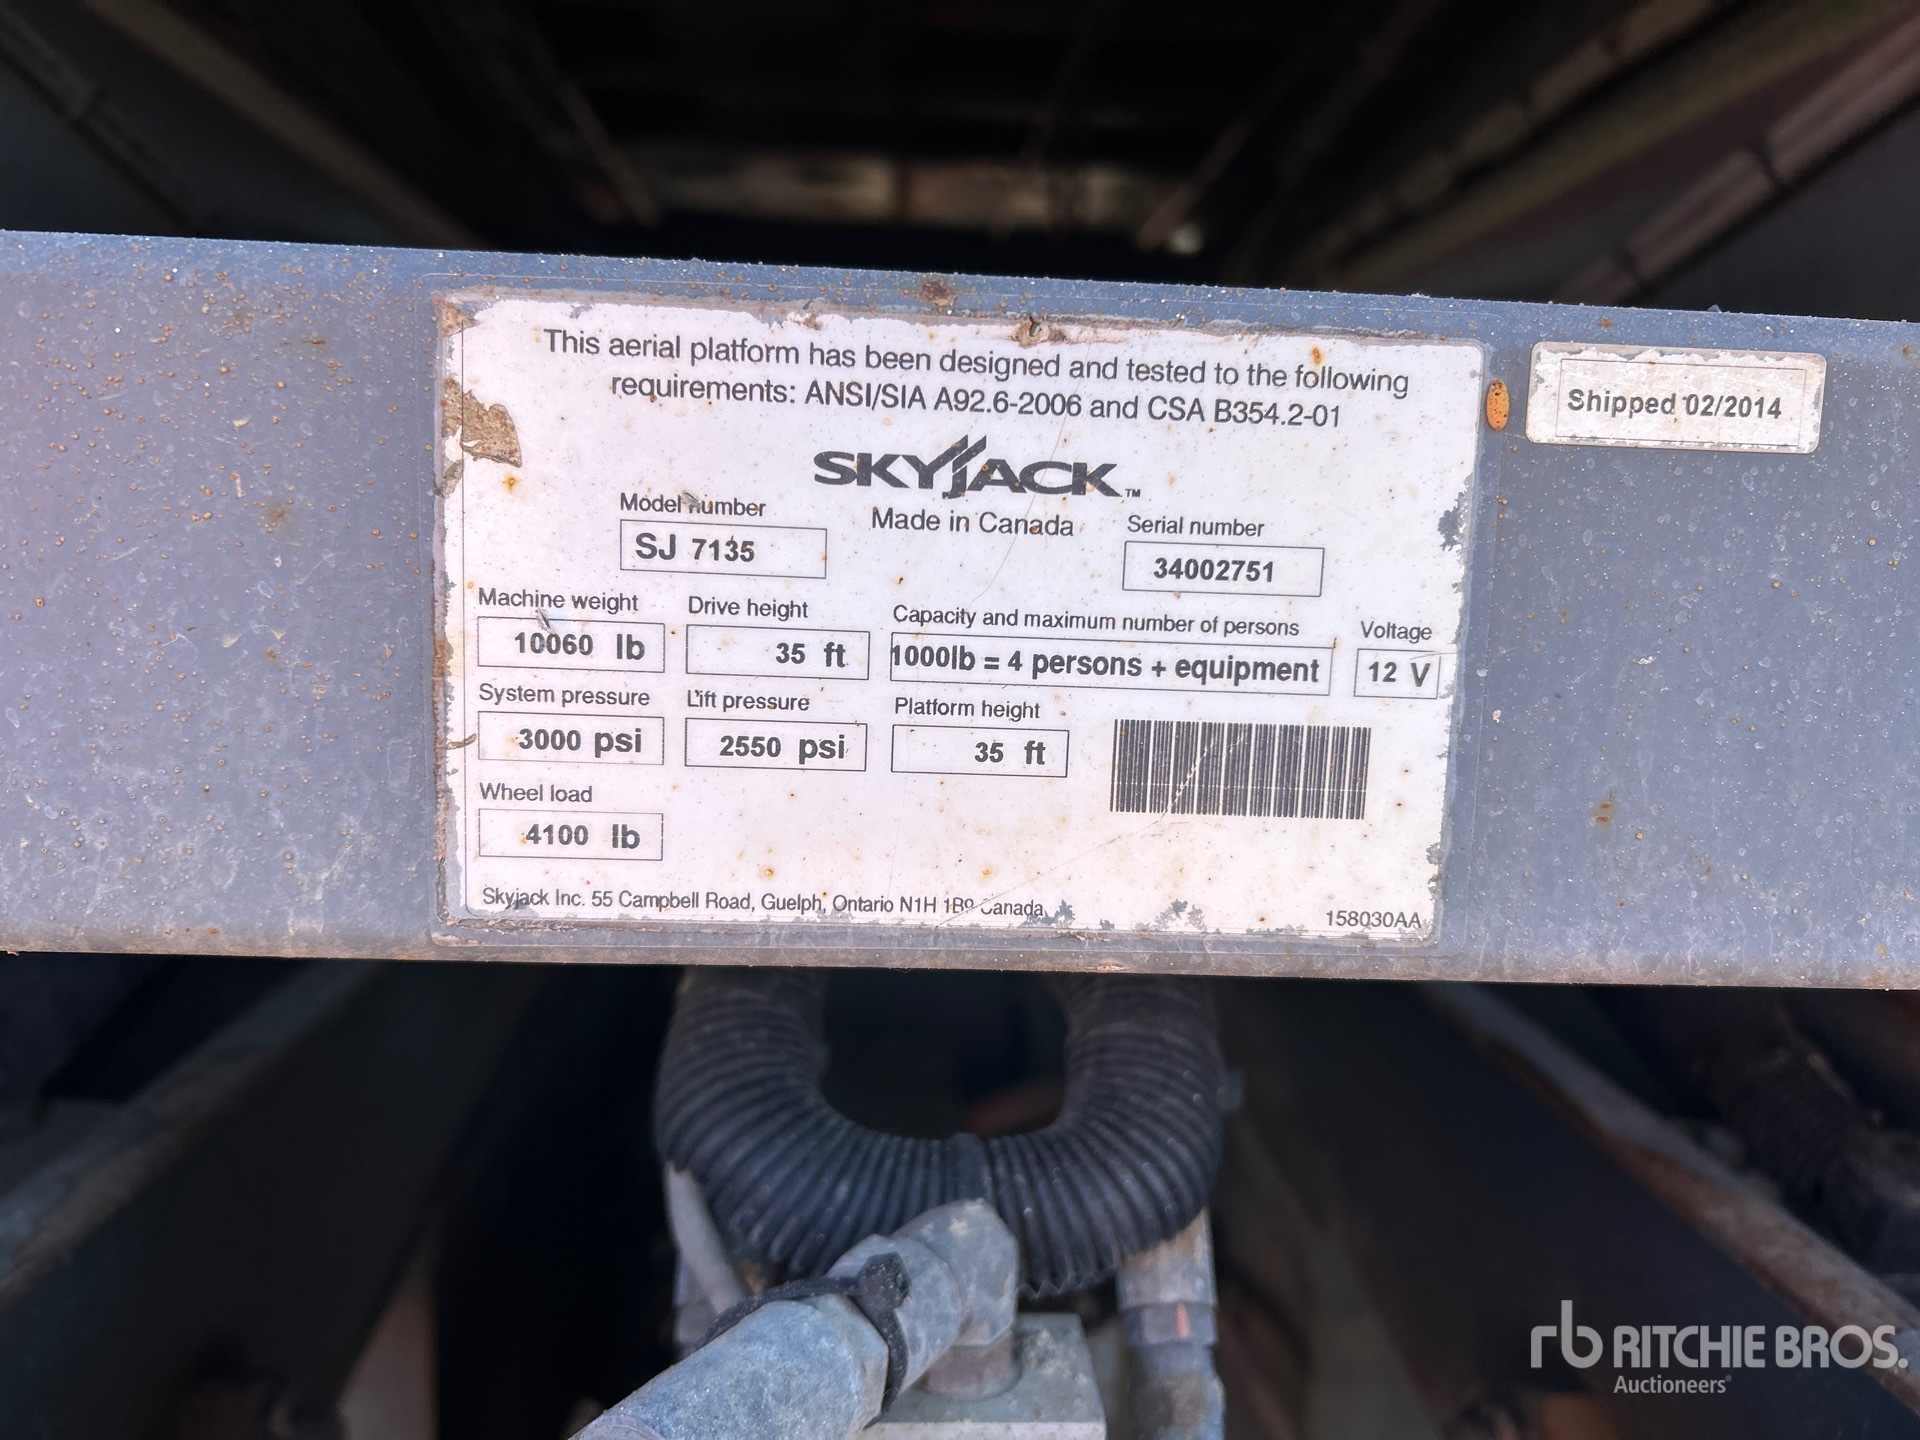 This aerial platform has been designed and tested to the following
requirements: ANSI/SIA A92.6-2006 and CSA B354.2-01
Shipped 02/2014
SKYJACK™
Made in Canada
Model number
SJ 7135
Serial number
34002751
Machine weight
10060 lb
Drive height
35 ft
Capacity and maximum number of persons
1000lb = 4 persons + equipment
Voltage
12 V
System pressure
3000 psi
Lift pressure
2550 psi
Platform height
35 ft
Wheel load
4100 lb
Skyjack Inc. 55 Campbell Road, Guelph, Ontario N1H Canada
158030AA
rb RITCHIE BROS.
Auctioneers®